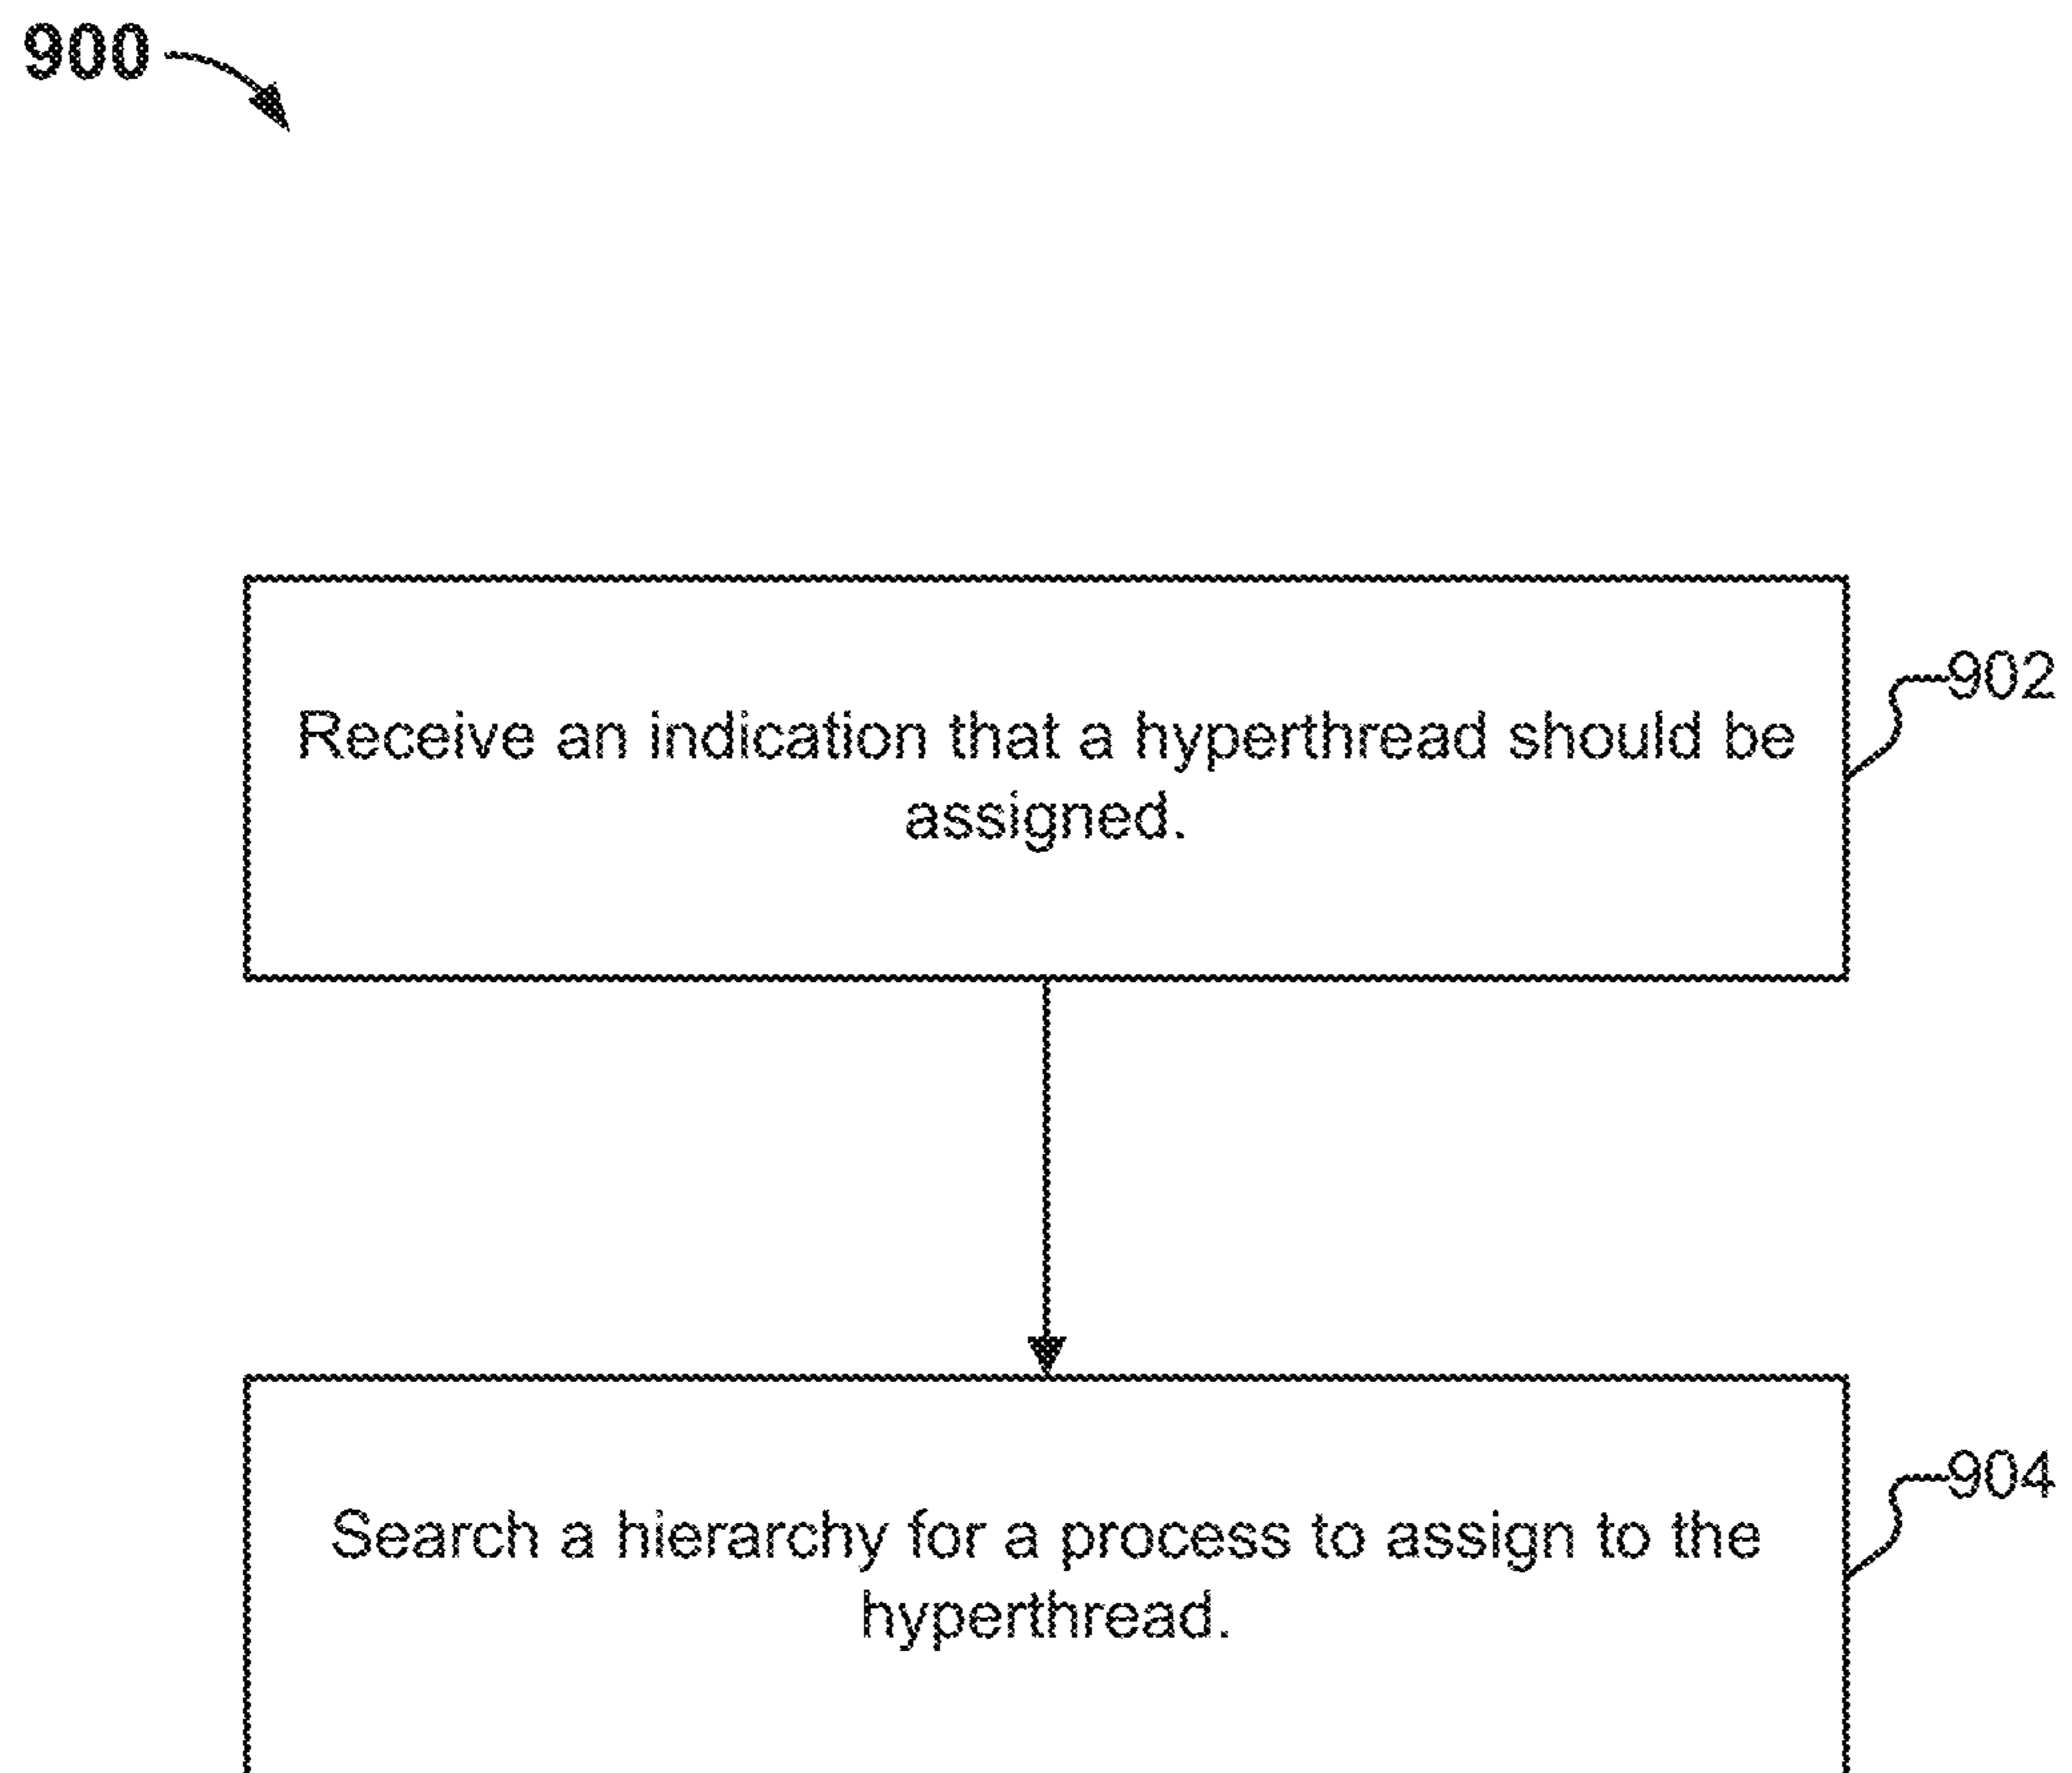 900
Receive an indication that a hyperthread should be
assigned.
902
Search a hierarchy for a process to assign to the
hyperthread.
904